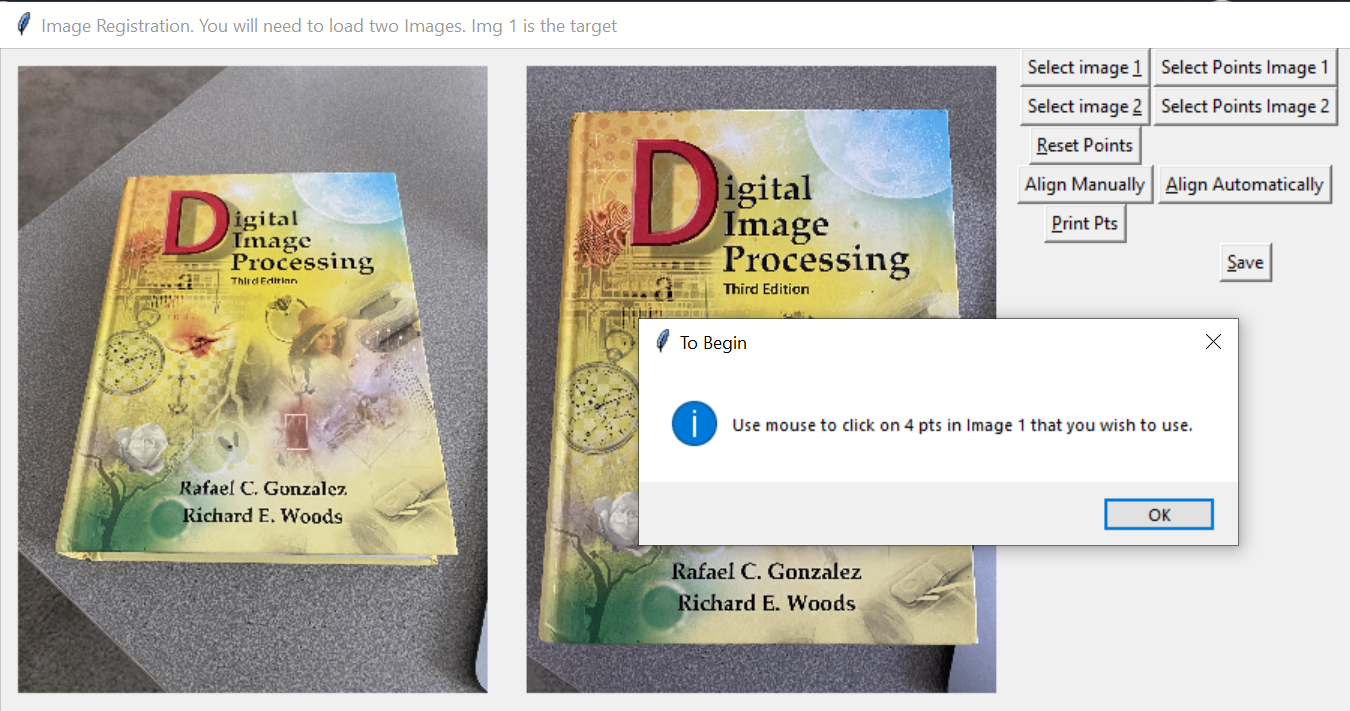 Image Registration. You will need to load two Images. Img 1 is the target
Select image 1
Select Points Image 1
Select image 2
Select Points Image 2
Reset Points
Align Manually
Align Automatically
Print Pts
Save
Digital
Image
Processing
Third Edition
Rafael C. Gonzalez
Richard E. Woods
Digital
Image
Processing
Third Edition
Rafael C. Gonzalez
Richard E. Woods
To Begin
Use mouse to click on 4 pts in Image 1 that you wish to use.
OK